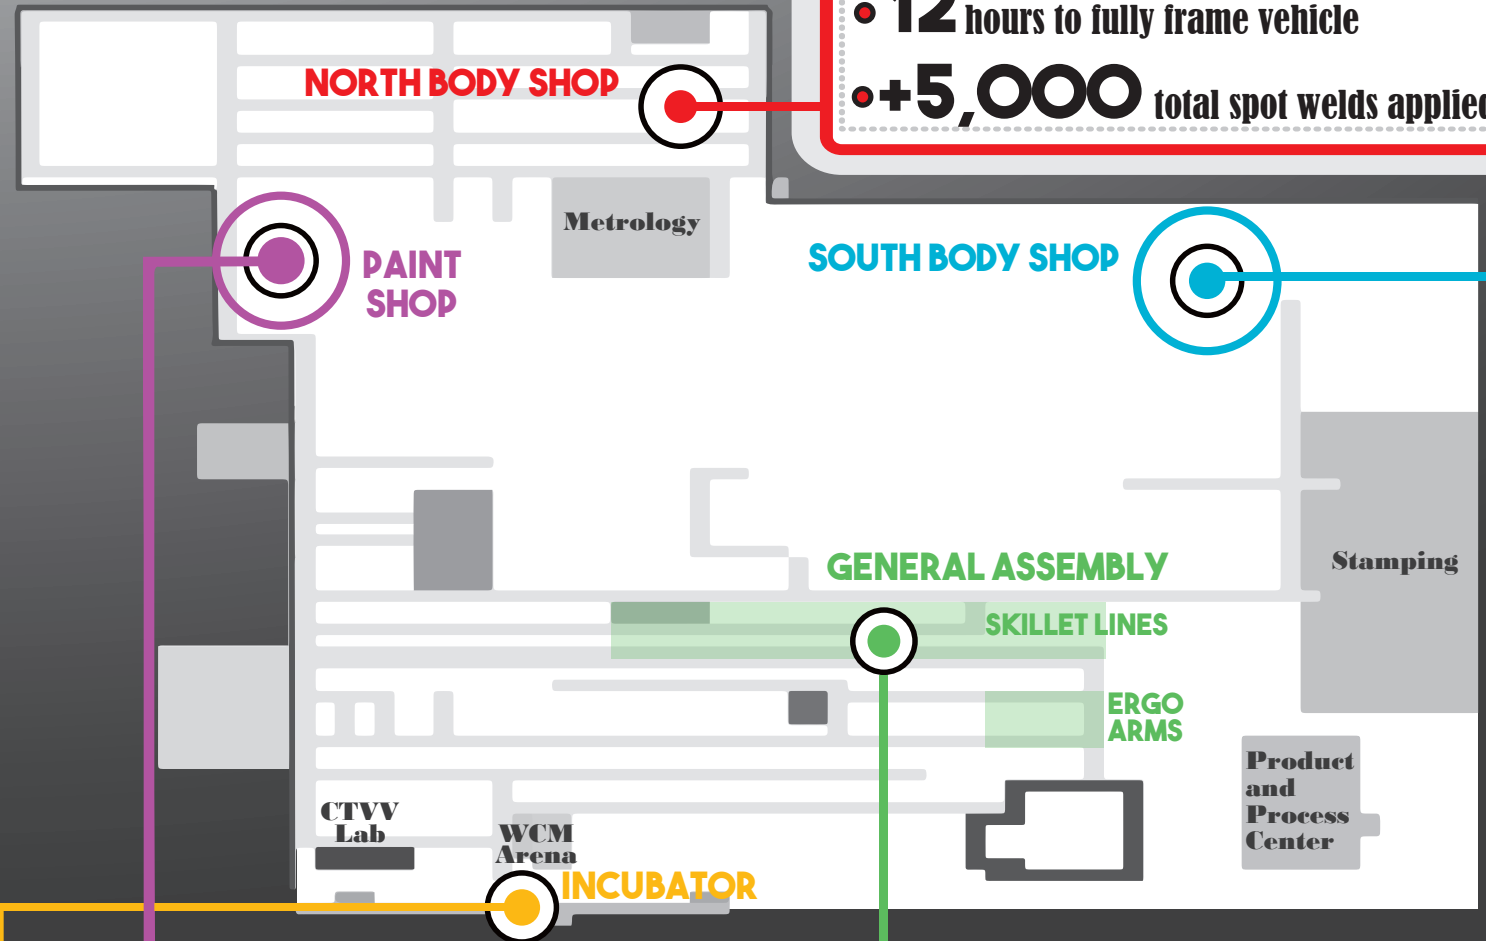 12 hours to fully frame vehicle
+5,000 total spot welds applied
NORTH BODY SHOP
Metrology
PAINT
SHOP
SOUTH BODY SHOP
GENERAL ASSEMBLY
SKILLET LINES
Stamping
ERGO
ARMS
Product
and
Process
Center
CTVV
Lab
WCM
Arena
INCUBATOR